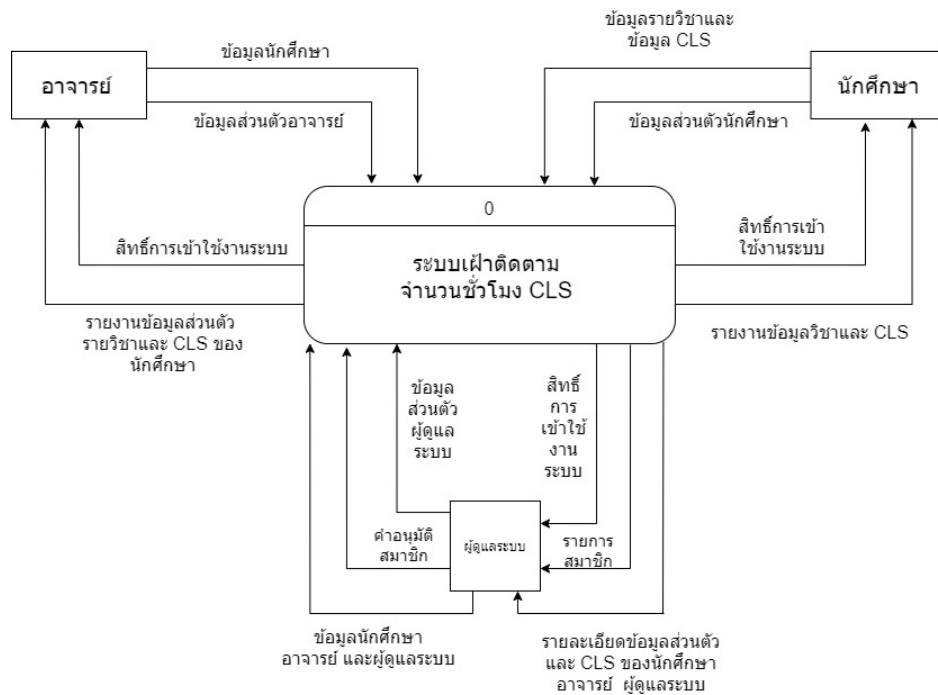 ข้อมูลรายวิชาและ
ข้อมูล CLS
ข้อมูลนักศึกษา
อาจารย์
นักศึกษา
ข้อมูลส่วนตัวอาจารย์
ข้อมูลส่วนตัวนักศึกษา
0
สิทธิ์การเข้าใช้งานระบบ
ระบบเฝ้าติดตาม
จำนวนชั่วโมง CLS
สิทธิ์การเข้า
ใช้งานระบบ
รายงานข้อมูลส่วนตัว
รายวิชาและ CLS ของ
นักศึกษา
รายงานข้อมูลวิชาและ CLS
ข้อมูล
ส่วนตัว
ผู้ดูแล
ระบบ
สิทธิ์
การ
เข้าใช้
งาน
ระบบ
คำอนุมัติ
สมาชิก
ผู้ดูแลระบบ
รายการ
สมาชิก
ข้อมูลนักศึกษา
อาจารย์ และผู้ดูแลระบบ
รายละเอียดข้อมูลส่วนตัว
และ CLS ของนักศึกษา
อาจารย์ ผู้ดูแลระบบ